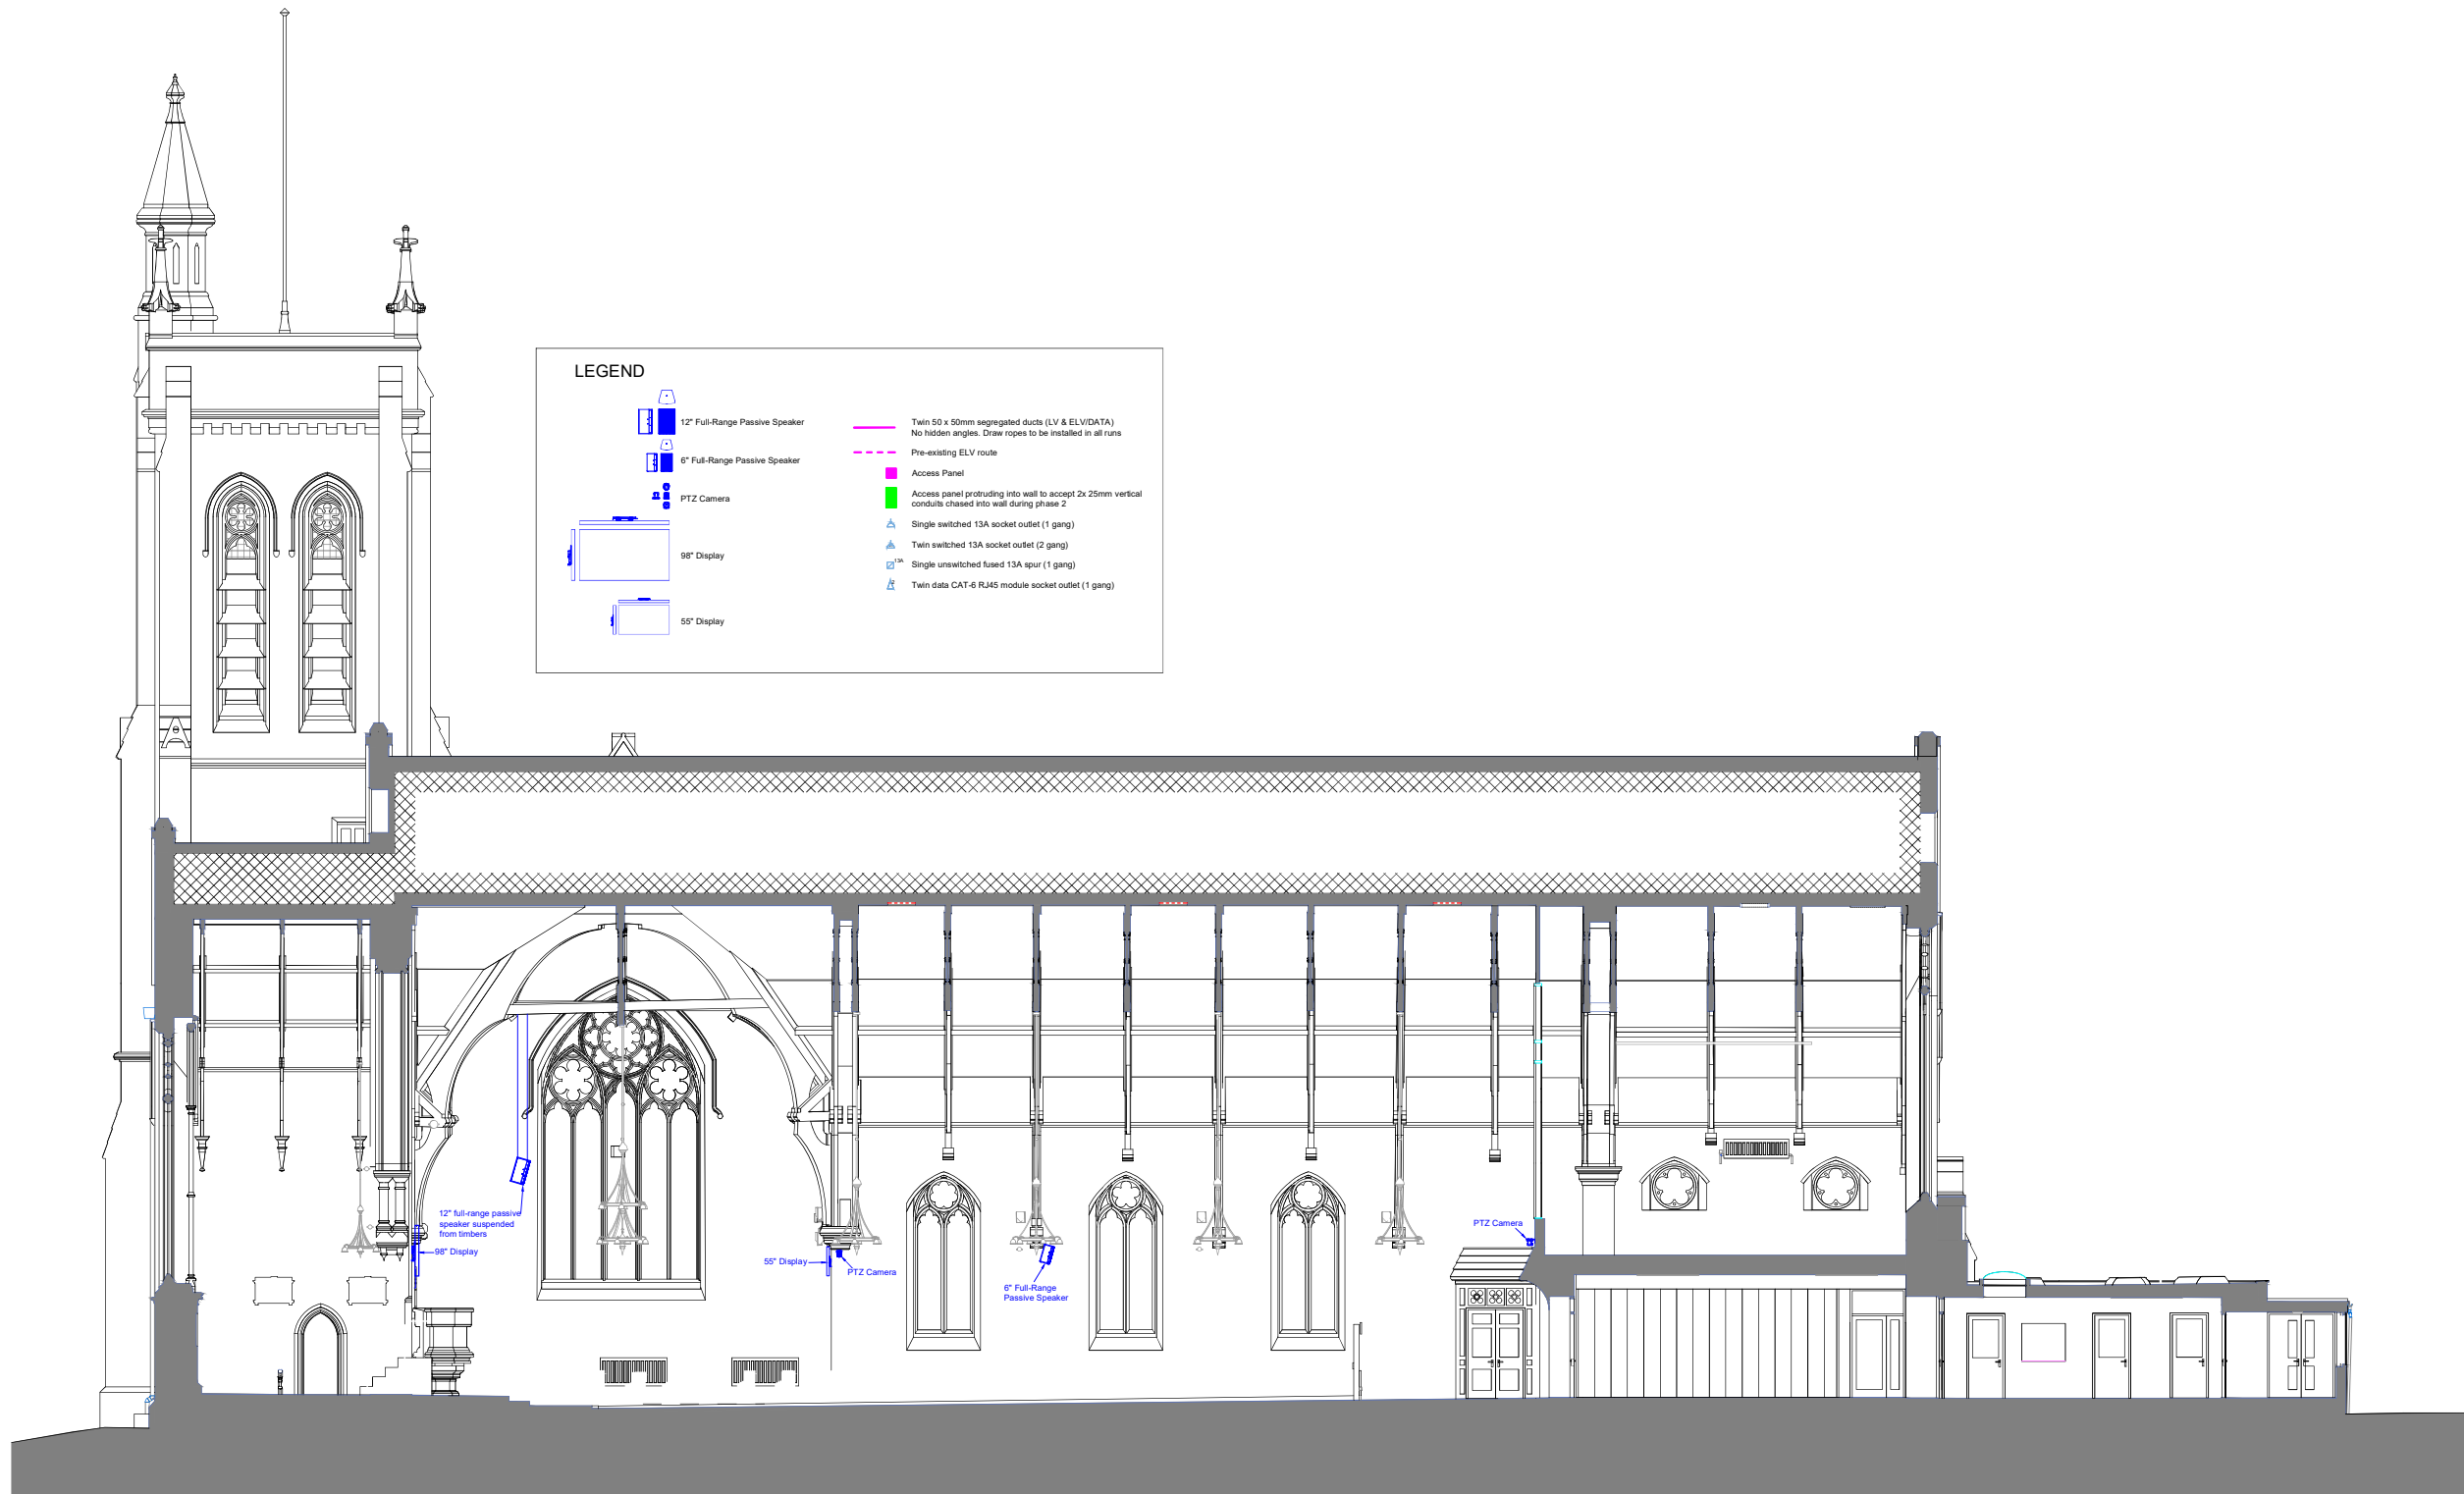 LEGEND
12" Full-Range Passive Speaker
6" Full-Range Passive Speaker
PTZ Camera
98" Display
55" Display
Twin 50 x 50mm segregated ducts (LV & ELV/DATA)
No hidden angles. Draw ropes to be installed in all runs
Pre-existing ELV route
Access Panel
Access panel protruding into wall to accept 2x 25mm vertical
conduits chased into wall during phase 2
Single switched 13A socket outlet (1 gang)
Twin switched 13A socket outlet (2 gang)
13A
Single unswitched fused 13A spur (1 gang)
2
Twin data CAT-6 RJ45 module socket outlet (1 gang)
12" full-range passive
speaker suspended
from timbers
98" Display
55" Display
PTZ Camera
6" Full-Range
Passive Speaker
PTZ Camera